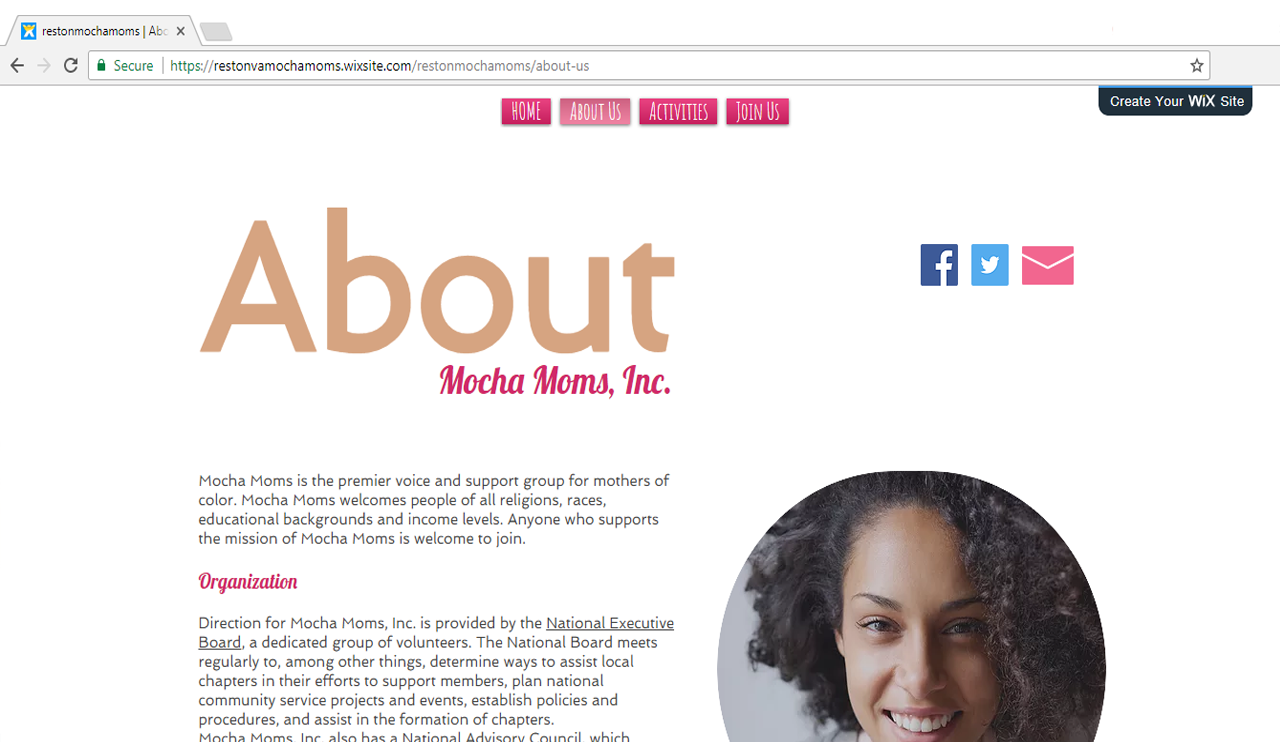 restonmochamoms | Abo
Secure
https://restonvamochamoms.wixsite.com/restonmochamoms/about-us
HOME
About Us
Activities
Join Us
Create Your WiX Site
About
Mocha Moms, Inc.
Mocha Moms is the premier voice and support group for mothers of
color. Mocha Moms welcomes people of all religions, races,
educational backgrounds and income levels. Anyone who supports
the mission of Mocha Moms is welcome to join.
Organization
Direction for Mocha Moms, Inc. is provided by the National Executive
Board, a dedicated group of volunteers. The National Board meets
regularly to, among other things, determine ways to assist local
chapters in their efforts to support members, plan national
community service projects and events, establish policies and
procedures, and assist in the formation of chapters.
Mocha Moms, Inc. also has a National Advisory Council, which